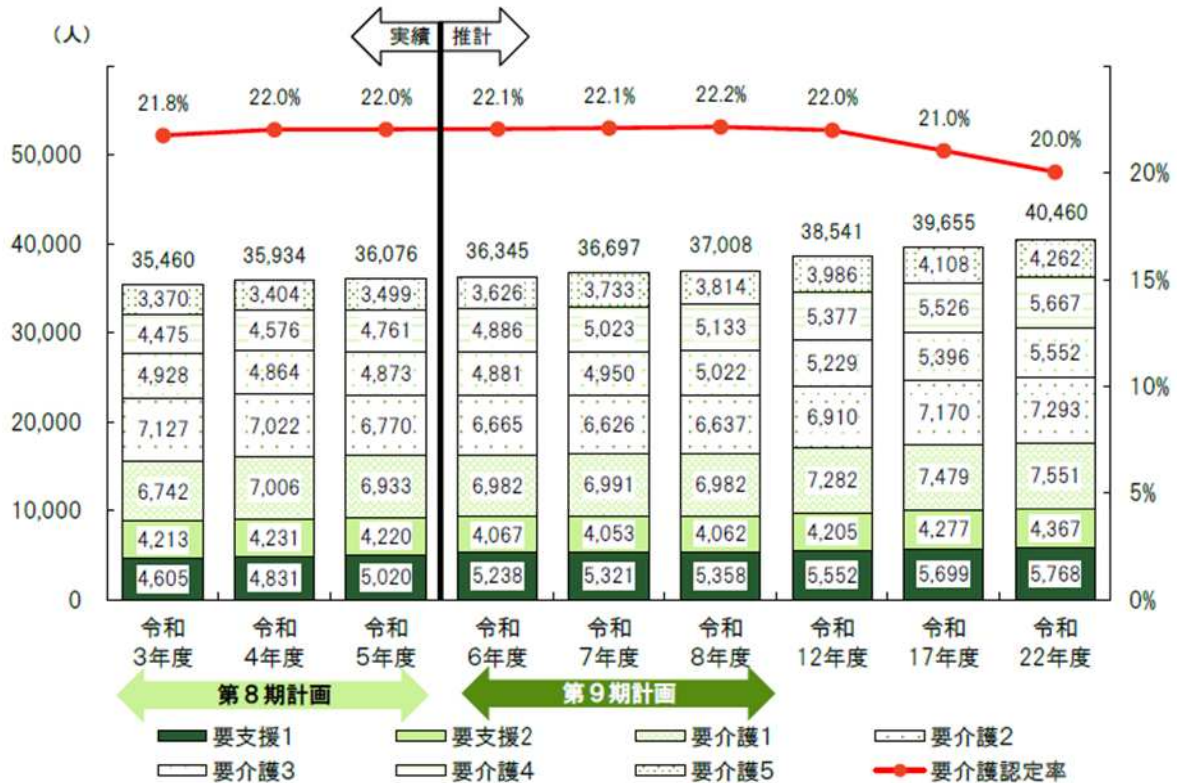 （人）
実績 推計
21.8% 22.0% 22.0% 22.1% 22.1% 22.2% 22.0% 21.0% 20.0%
50,000
40,000
30,000
20,000
10,000
0
20%
15%
10%
5%
0%
35,460 35,934 36,076 36,345 36,697 37,008 38,541 39,655 40,460
3,370 3,404 3,499 3,626 3,733 3,814 3,986 4,108 4,262
4,475 4,576 4,761 4,886 5,023 5,133 5,377 5,526 5,667
4,928 4,864 4,873 4,881 4,950 5,022 5,229 5,396 5,552
7,127 7,022 6,770 6,665 6,626 6,637 6,910 7,170 7,293
6,742 7,006 6,933 6,982 6,991 6,982 7,282 7,479 7,551
4,213 4,231 4,220 4,067 4,053 4,062 4,205 4,277 4,367
4,605 4,831 5,020 5,238 5,321 5,358 5,552 5,699 5,768
令和 令和 令和 令和 令和 令和 令和 令和 令和
3年度 4年度 5年度 6年度 7年度 8年度 12年度 17年度 22年度
第８期計画 第９期計画
要支援1 要支援2 要介護1 要介護2
要介護3 要介護4 要介護5 要介護認定率